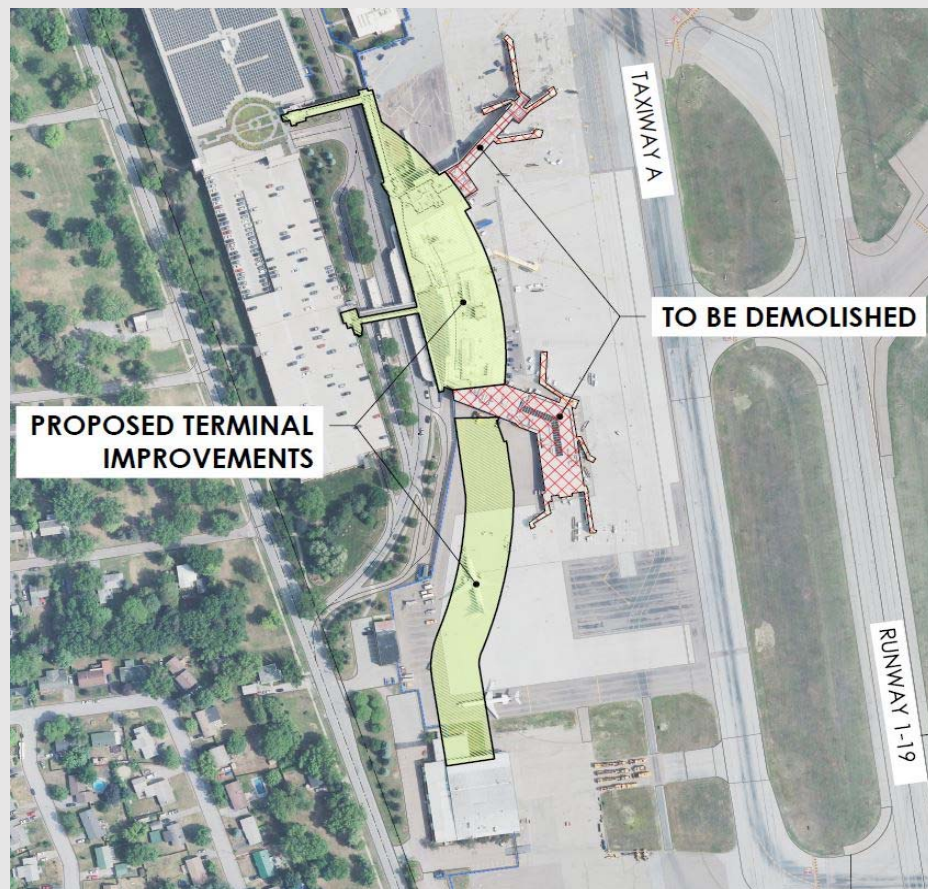 TAXIWAY A
TO BE DEMOLISHED
PROPOSED TERMINAL
IMPROVEMENTS
RUNWAY 1-19